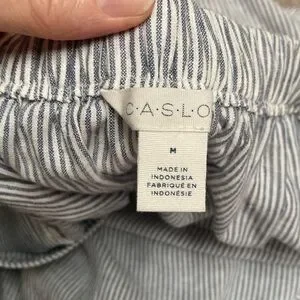 C·A·S·L·O
M
MADE IN
INDONESIA
FABRIQUÉ EN
INDONÉSIE